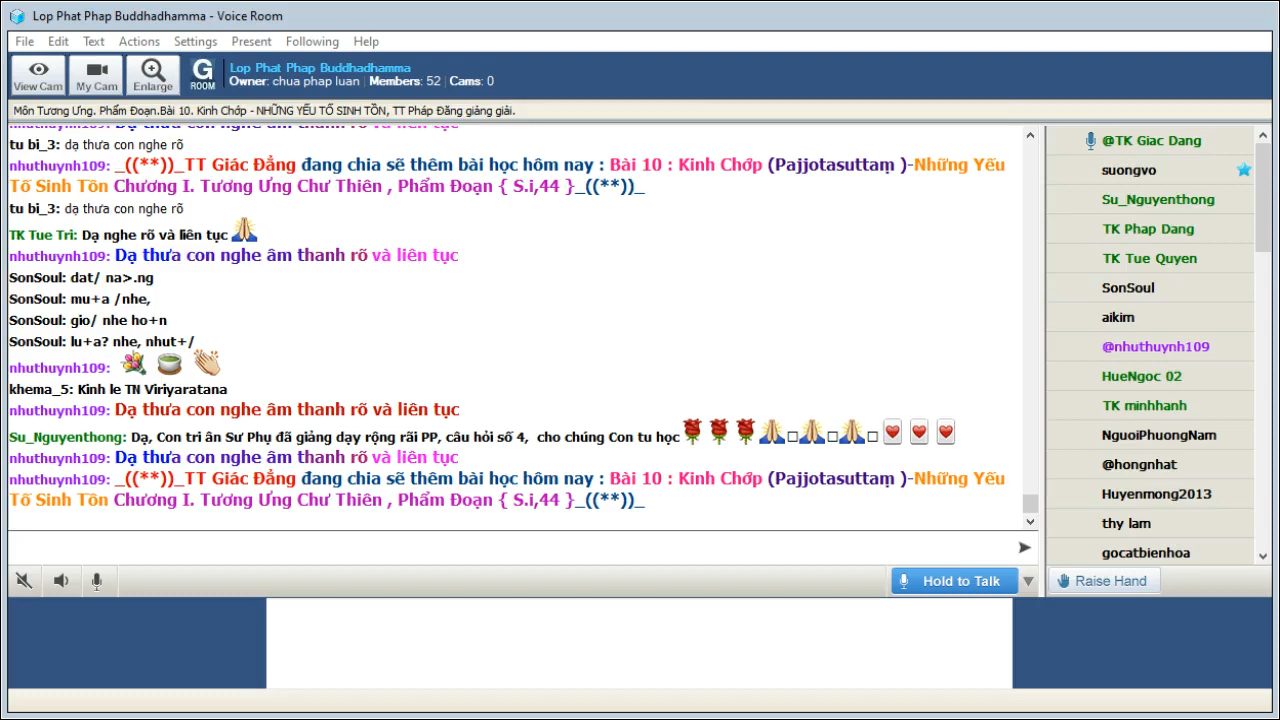 Lop Phat Phap Buddhadhamma - Voice Room
File Edit Text Actions Settings Present Following Help
View Cam My Cam Enlarge G ROOM
Lop Phat Phap Buddhadhamma
Owner: chua phap luan | Members: 52 | Cams: 0
Môn Tương Ưng. Phẩm Đoạn.Bài 10. Kinh Chớp - NHỮNG YẾU TỐ SINH TỒN, TT Pháp Đăng giảng giải.
nhuthuynh109: Dạ thưa con nghe âm thanh rõ và liên tục
tu bi_3: dạ thưa con nghe rõ
nhuthuynh109: _((**))_TT Giác Đẳng đang chia sẽ thêm bài học hôm nay : Bài 10 : Kinh Chớp (Pajjotasuttaṃ )-Những Yếu
Tố Sinh Tồn Chương I. Tương Ưng Chư Thiên , Phẩm Đoạn { S.i,44 }_((**))_
tu bi_3: dạ thưa con nghe rõ
TK Tue Tri: Dạ nghe rõ và liên tục
nhuthuynh109: Dạ thưa con nghe âm thanh rõ và liên tục
SonSoul: dat/ na>.ng
SonSoul: mu+a /nhe,
SonSoul: gio/ nhe ho+n
SonSoul: lu+a? nhe, nhut+/
nhuthuynh109:
khema_5: Kinh le TN Viriyaratana
nhuthuynh109: Dạ thưa con nghe âm thanh rõ và liên tục
Su_Nguyenthong: Dạ, Con tri ân Sư Phụ đã giảng dạy rộng rãi PP, câu hỏi số 4, cho chúng Con tu học
nhuthuynh109: Dạ thưa con nghe âm thanh rõ và liên tục
nhuthuynh109: _((**))_TT Giác Đẳng đang chia sẽ thêm bài học hôm nay : Bài 10 : Kinh Chớp (Pajjotasuttaṃ )-Những Yếu
Tố Sinh Tồn Chương I. Tương Ưng Chư Thiên , Phẩm Đoạn { S.i,44 }_((**))_
Hold to Talk
@TK Giac Dang
suongvo
Su_Nguyenthong
TK Phap Dang
TK Tue Quyen
SonSoul
aikim
@nhuthuynh109
HueNgoc 02
TK minhhanh
NguoiPhuongNam
@hongnhat
Huyenmong2013
thy lam
gocatbienhoa
Raise Hand